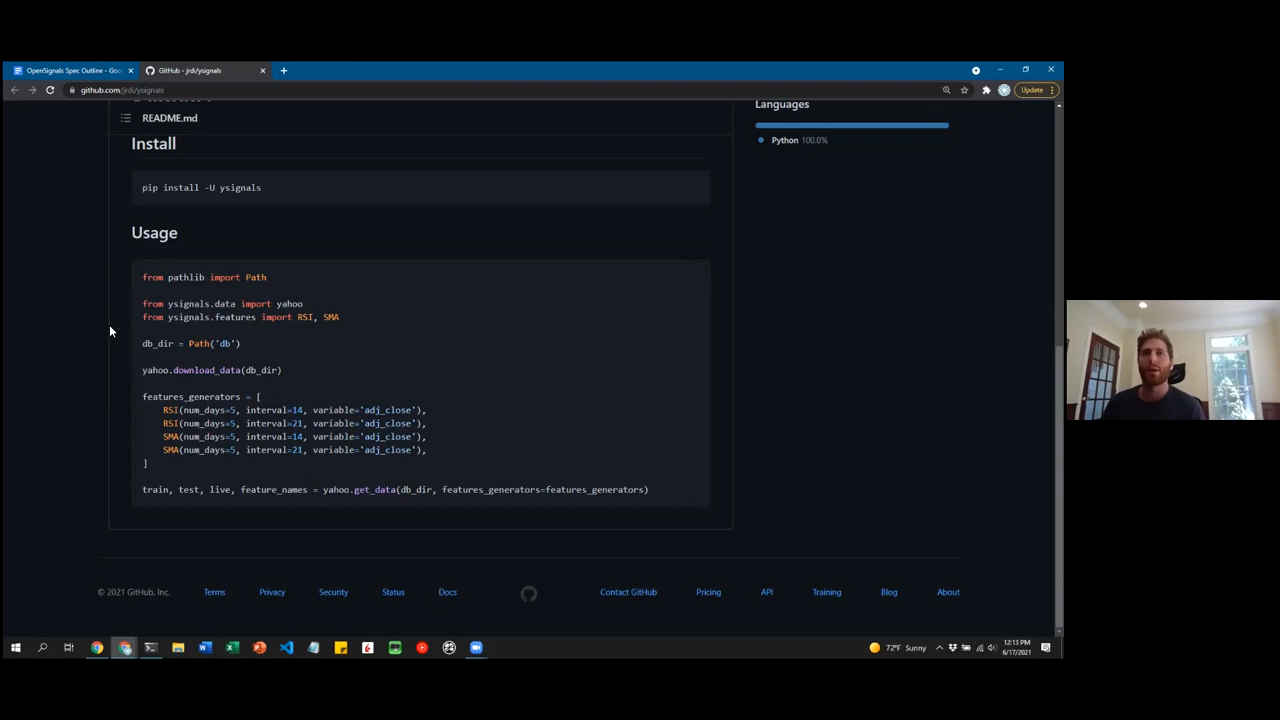 OpenSignals Spec Outline - Goo
GitHub - jrdi/ysignals
github.com/jrdi/ysignals
Update
README.md
Languages
Python 100.0%
Install
pip install -U ysignals
Usage
from pathlib import Path
from ysignals.data import yahoo
from ysignals.features import RSI, SMA
db_dir = Path('db')
yahoo.download_data(db_dir)
features_generators = [
RSI(num_days=5, interval=14, variable='adj_close'),
RSI(num_days=5, interval=21, variable='adj_close'),
SMA(num_days=5, interval=14, variable='adj_close'),
SMA(num_days=5, interval=21, variable='adj_close'),
]
train, test, live, feature_names = yahoo.get_data(db_dir, features_generators=features_generators)
© 2021 GitHub, Inc. Terms Privacy Security Status Docs Contact GitHub Pricing API Training Blog About
72°F Sunny
12:13 PM
6/17/2021